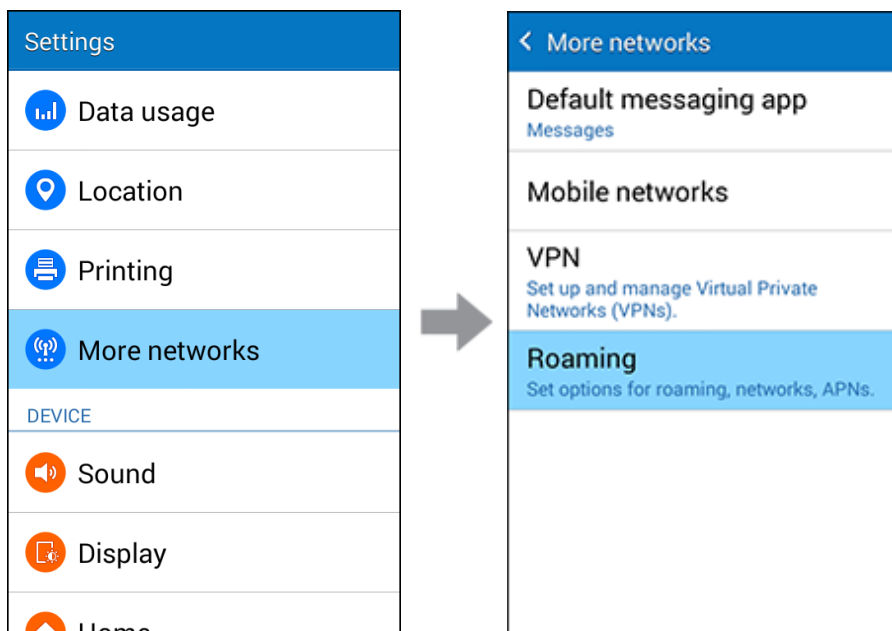 Settings
Data usage
Location
Printing
More networks
DEVICE
Sound
Display
More networks
Default messaging app
Messages
Mobile networks
VPN
Set up and manage Virtual Private
Networks (VPNs).
Roaming
Set options for roaming, networks, APNs.